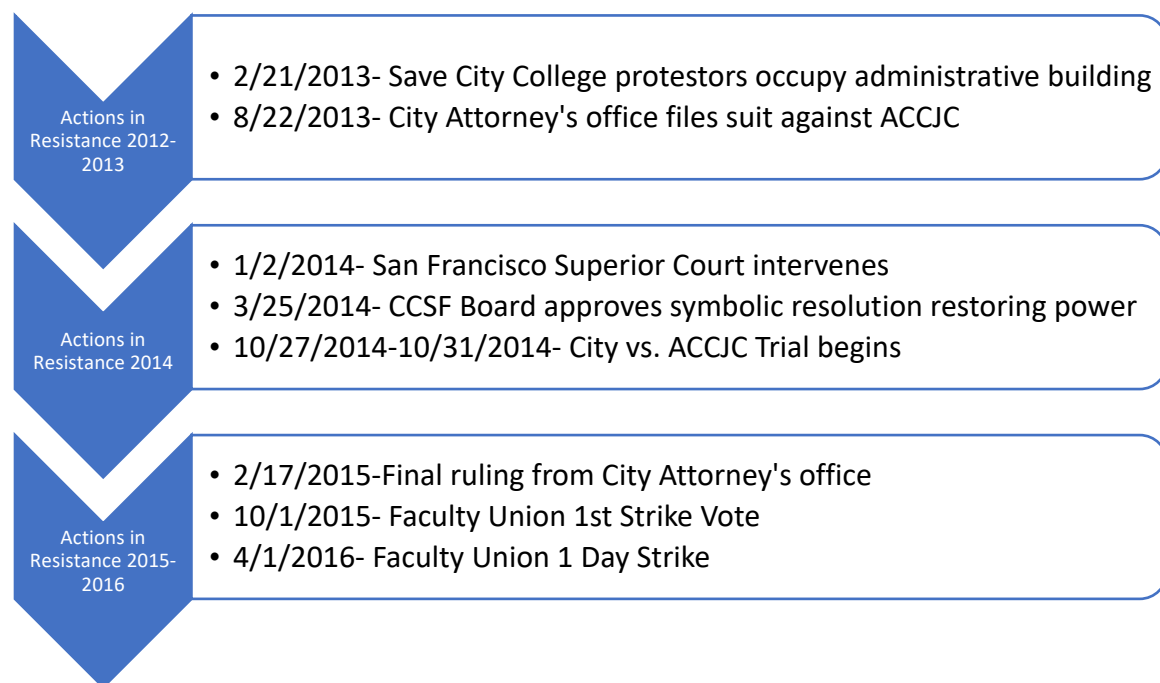 Actions in
Resistance 2012-
2013
• 2/21/2013- Save City College protestors occupy administrative building
• 8/22/2013- City Attorney's office files suit against ACCJC
Actions in
Resistance 2014
• 1/2/2014- San Francisco Superior Court intervenes
• 3/25/2014- CCSF Board approves symbolic resolution restoring power
• 10/27/2014-10/31/2014- City vs. ACCJC Trial begins
Actions in
Resistance 2015-
2016
• 2/17/2015-Final ruling from City Attorney's office
• 10/1/2015- Faculty Union 1st Strike Vote
• 4/1/2016- Faculty Union 1 Day Strike